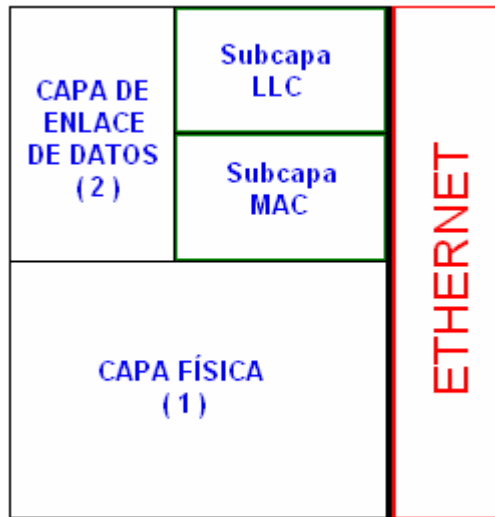 CAPA DE
ENLACE
DE DATOS
( 2 )
Subcapa
LLC
Subcapa
MAC
CAPA FÍSICA
( 1 )
ETHERNET